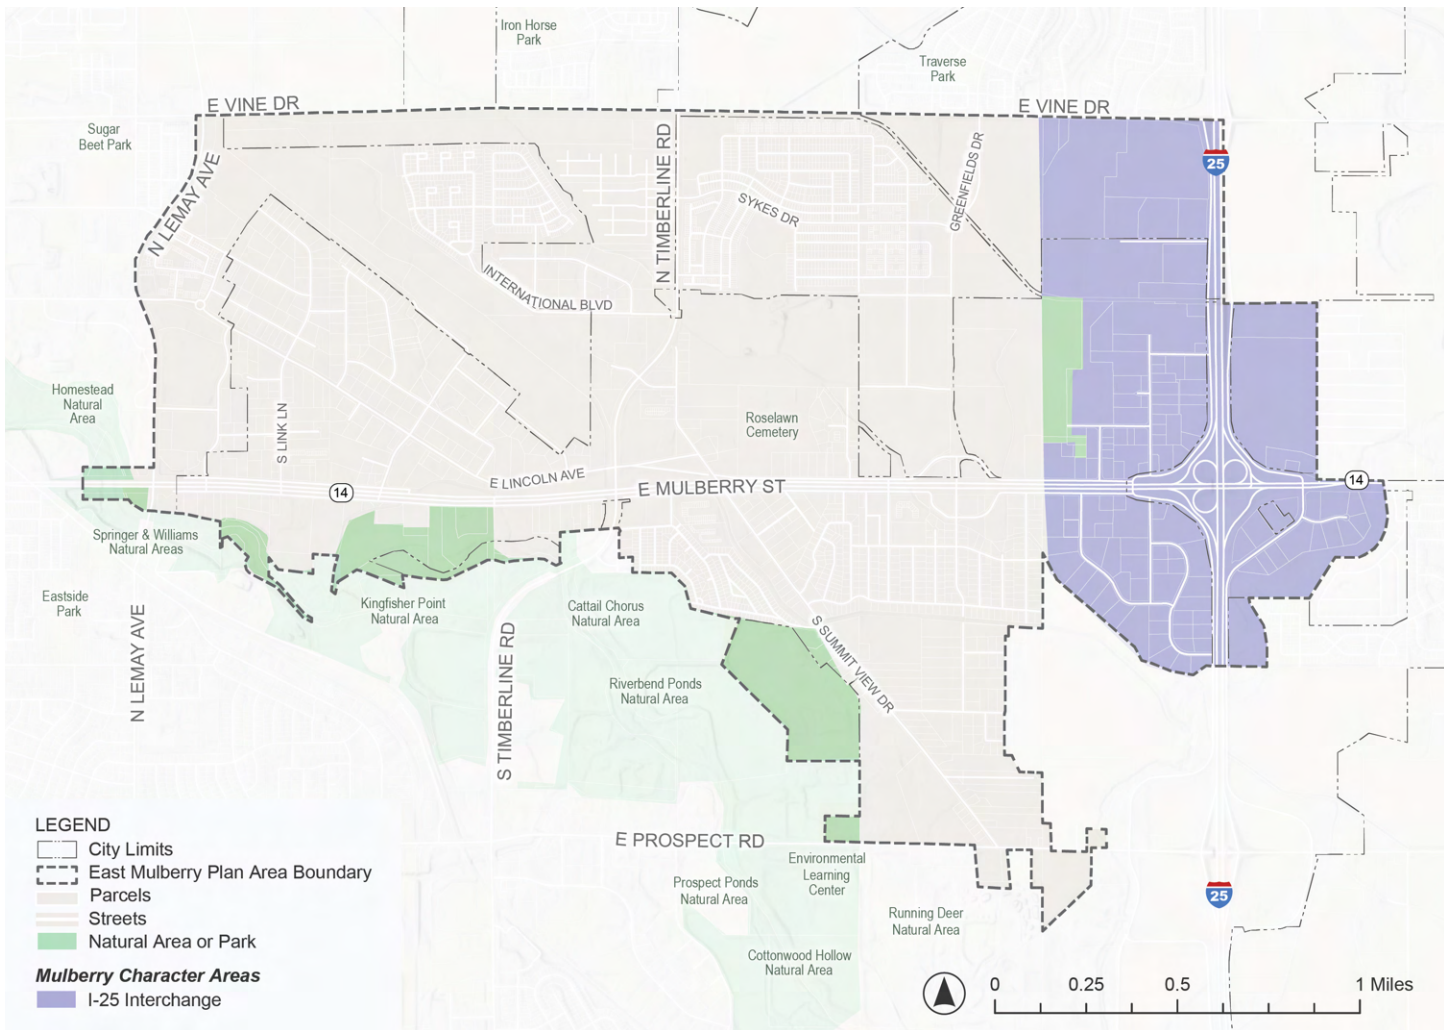 Iron Horse
Park
Traverse
Park
E VINE DR
E VINE DR
Sugar
Beet Park
N LEMAY AVE
N TIMBERLINE RD
SYKES DR
GREENFIELDS DR
25
INTERNATIONAL BLVD
Homestead
Natural
Area
S LINK LN
Roselawn
Cemetery
E LINCOLN AVE
14
E MULBERRY ST
14
Springer & Williams
Natural Areas
Eastside
Park
N LEMAY AVE
Kingfisher Point
Natural Area
S TIMBERLINE RD
Cattail Chorus
Natural Area
S SUMMIT VIEW DR
Riverbend Ponds
Natural Area
E PROSPECT RD
Environmental
Learning
Center
Prospect Ponds
Natural Area
25
Running Deer
Natural Area
Cottonwood Hollow
Natural Area
LEGEND
City Limits
East Mulberry Plan Area Boundary
Parcels
Streets
Natural Area or Park
Mulberry Character Areas
I-25 Interchange
0 0.25 0.5 1 Miles